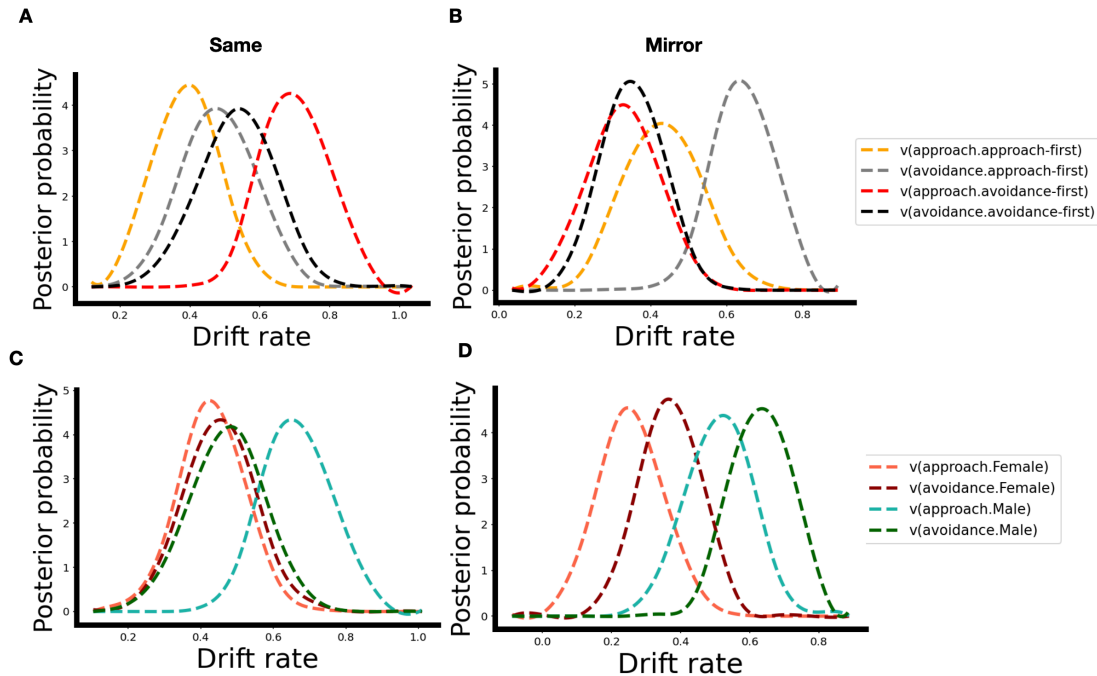 A
Same
Posterior probability
4
3
2
1
0
0.2
0.4
0.6
0.8
1.0
Drift rate
B
Mirror
Posterior probability
5
4
3
2
1
0
0.0
0.2
0.4
0.6
0.8
Drift rate
v(approach.approach-first)
v(avoidance.approach-first)
v(approach.avoidance-first)
v(avoidance.avoidance-first)
C
Posterior probability
5
4
3
2
1
0
0.2
0.4
0.6
0.8
1.0
Drift rate
D
Posterior probability
4
3
2
1
0
0.0
0.2
0.4
0.6
0.8
Drift rate
v(approach.Female)
v(avoidance.Female)
v(approach.Male)
v(avoidance.Male)